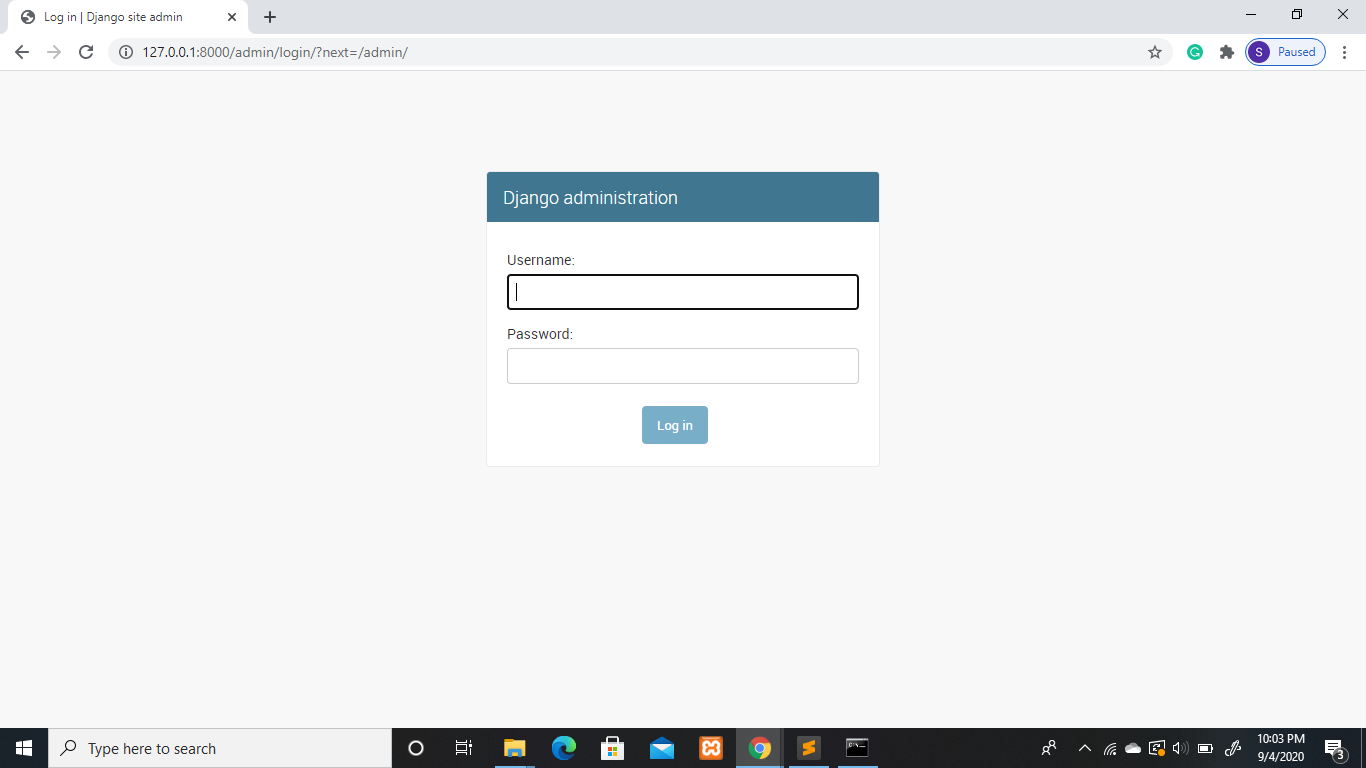 Log in | Django site admin
127.0.0.1:8000/admin/login/?next=/admin/
S Paused
Django administration
Username:
Password:
Log in
Type here to search
10:03 PM
9/4/2020
3